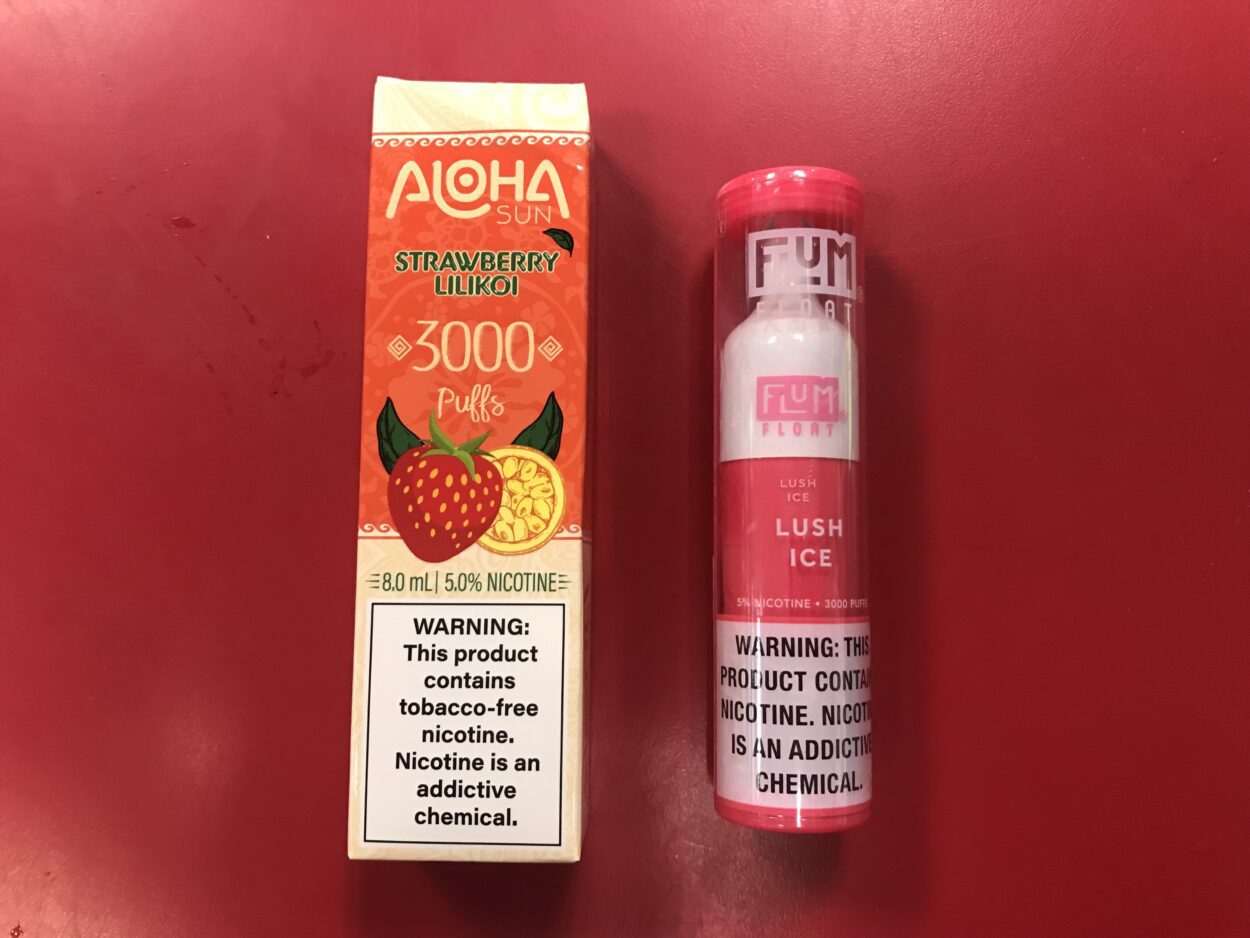 ALOHA
SUN
STRAWBERRY
LILIKOI
3000
Puffs
8.0 mL| 5.0% NICOTINE
WARNING:
This product
contains
tobacco-free
nicotine.
Nicotine is an
addictive
chemical.
FLUM®
FLOAT
FLUM®
FLOAT
LUSH
ICE
LUSH
ICE
5% NICOTINE • 3000 PUFFS
WARNING: THIS
PRODUCT CONTAI
NICOTINE. NICOTI
IS AN ADDICTIVE
CHEMICAL.